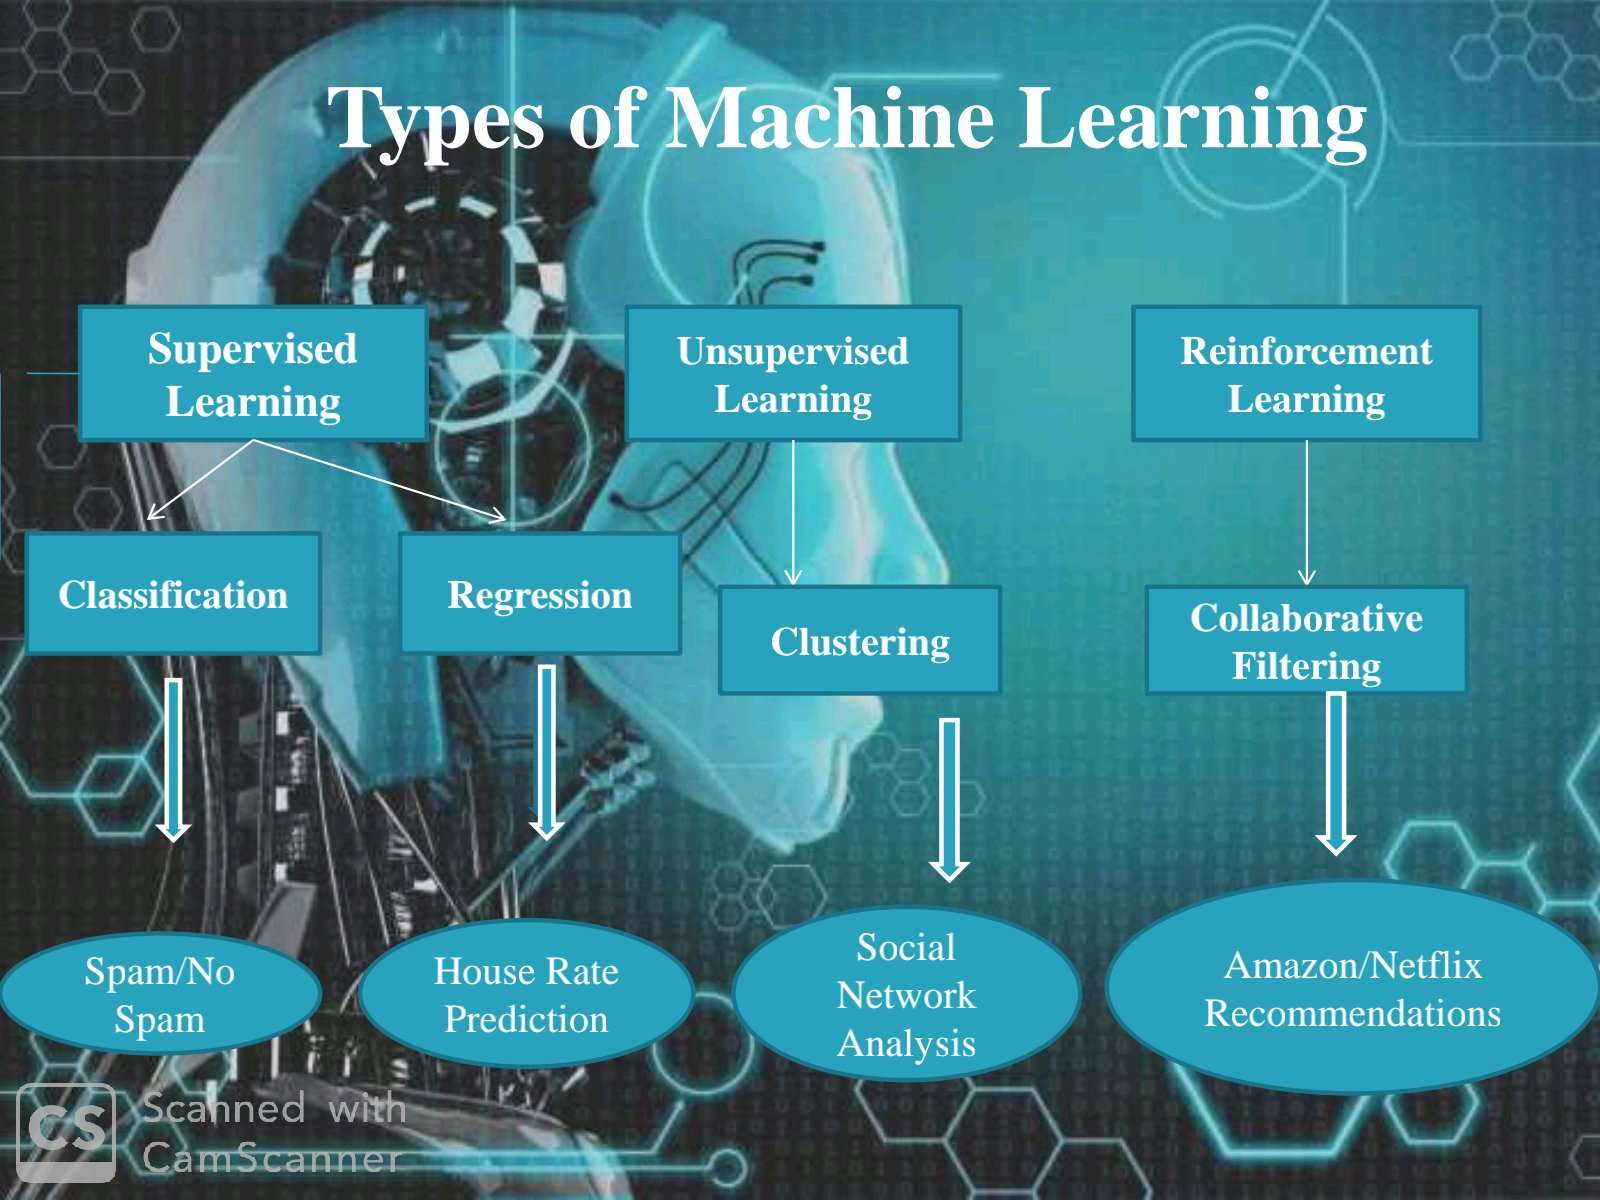 Types of Machine Learning
Supervised
Learning
Unsupervised
Learning
Reinforcement
Learning
Classification
Regression
Clustering
Collaborative
Filtering
Spam/No
Spam
House Rate
Prediction
Social
Network
Analysis
Amazon/Netflix
Recommendations
CS
Scanned with
CamScanner